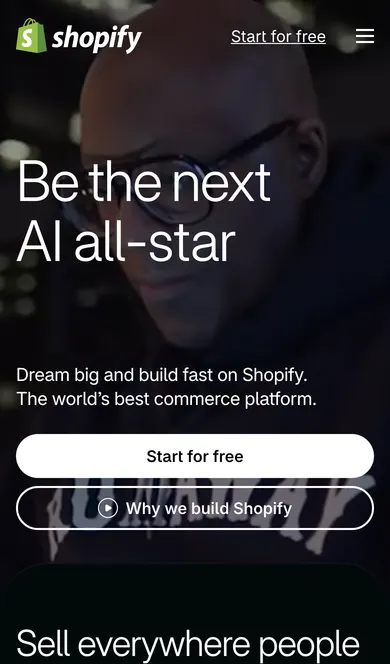 shopify
Start for free
Be the next
AI all-star
Dream big and build fast on Shopify.
The world’s best commerce platform.
Start for free
Why we build Shopify
Sell everywhere people